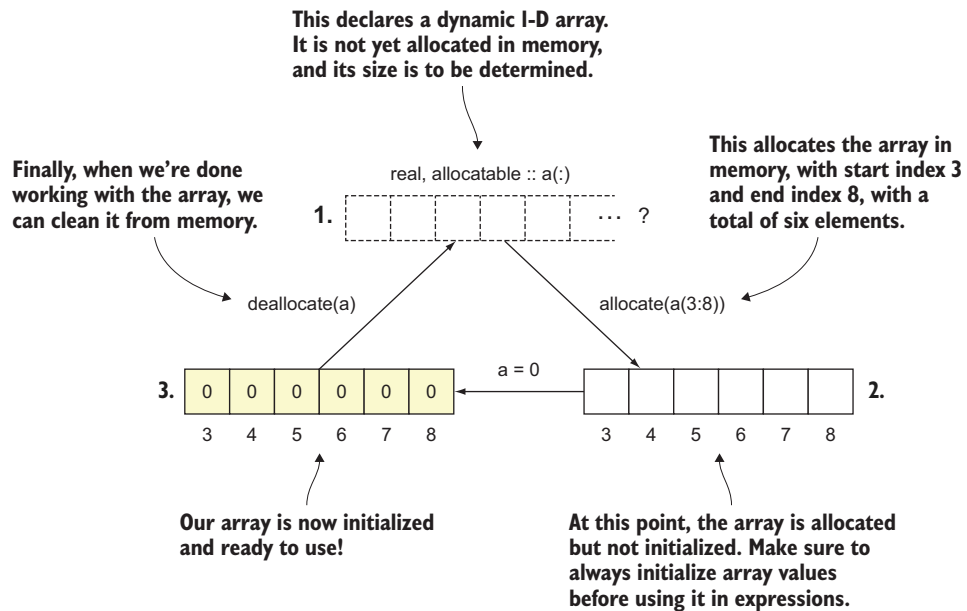 This declares a dynamic 1-D array.
It is not yet allocated in memory,
and its size is to be determined.
Finally, when we're done
working with the array, we
can clean it from memory.
real, allocatable :: a(:)
This allocates the array in
memory, with start index 3
and end index 8, with a
total of six elements.
1.
··· ?
deallocate(a)
allocate(a(3:8))
a = 0
3.
0 0 0 0 0 0
2.
3 4 5 6 7 8
3 4 5 6 7 8
Our array is now initialized
and ready to use!
At this point, the array is allocated
but not initialized. Make sure to
always initialize array values
before using it in expressions.